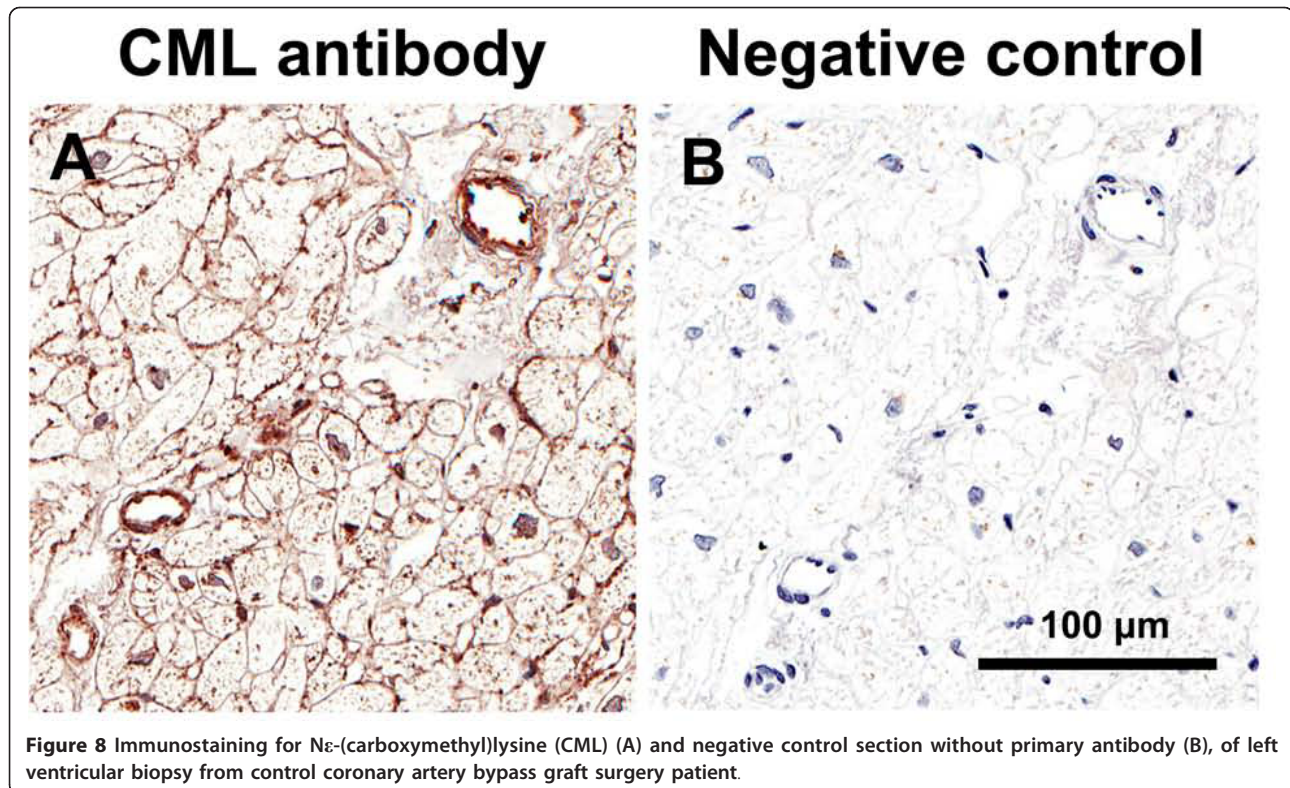 CML antibody
Negative control
A
B
100 µm
Figure 8 Immunostaining for Nε-(carboxymethyl)lysine (CML) (A) and negative control section without primary antibody (B), of left
ventricular biopsy from control coronary artery bypass graft surgery patient.